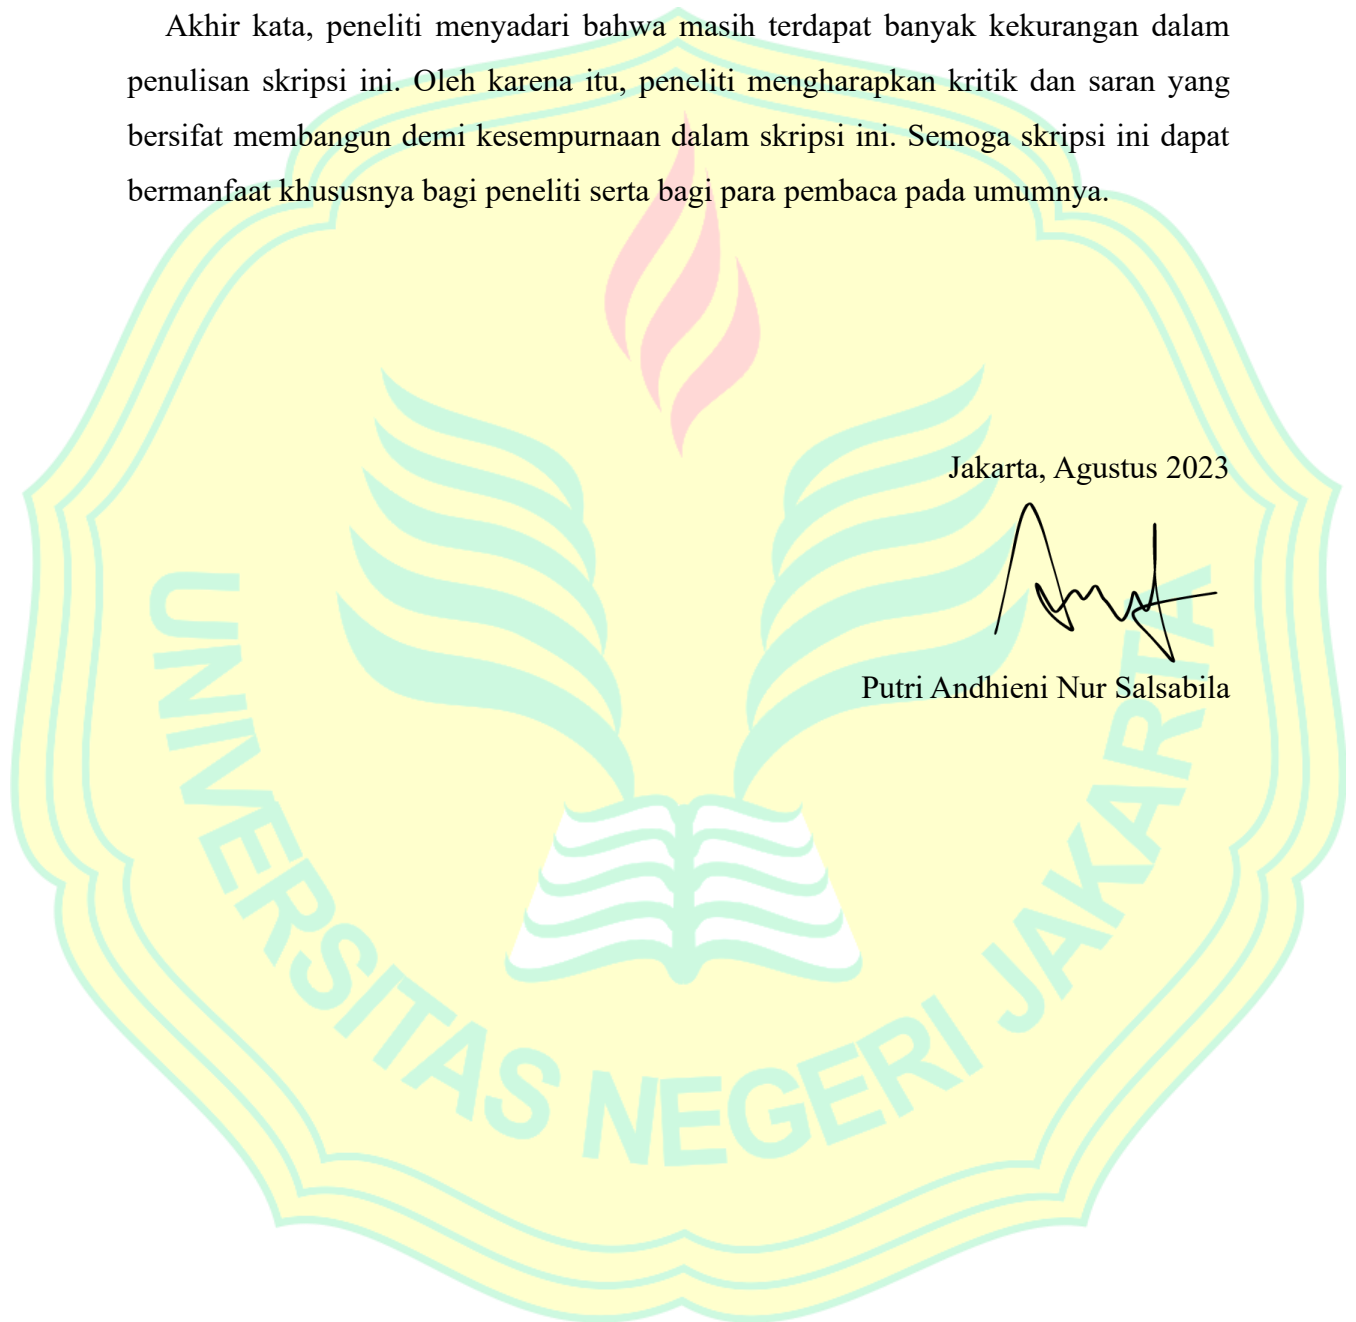 Akhir kata, peneliti menyadari bahwa masih terdapat banyak kekurangan dalam
penulisan skripsi ini. Oleh karena itu, peneliti mengharapkan kritik dan saran yang
bersifat membangun demi kesempurnaan dalam skripsi ini. Semoga skripsi ini dapat
bermanfaat khususnya bagi peneliti serta bagi para pembaca pada umumnya.
Jakarta, Agustus 2023
Putri Andhieni Nur Salsabila
UNIVERSITAS NEGERI JAKARTA